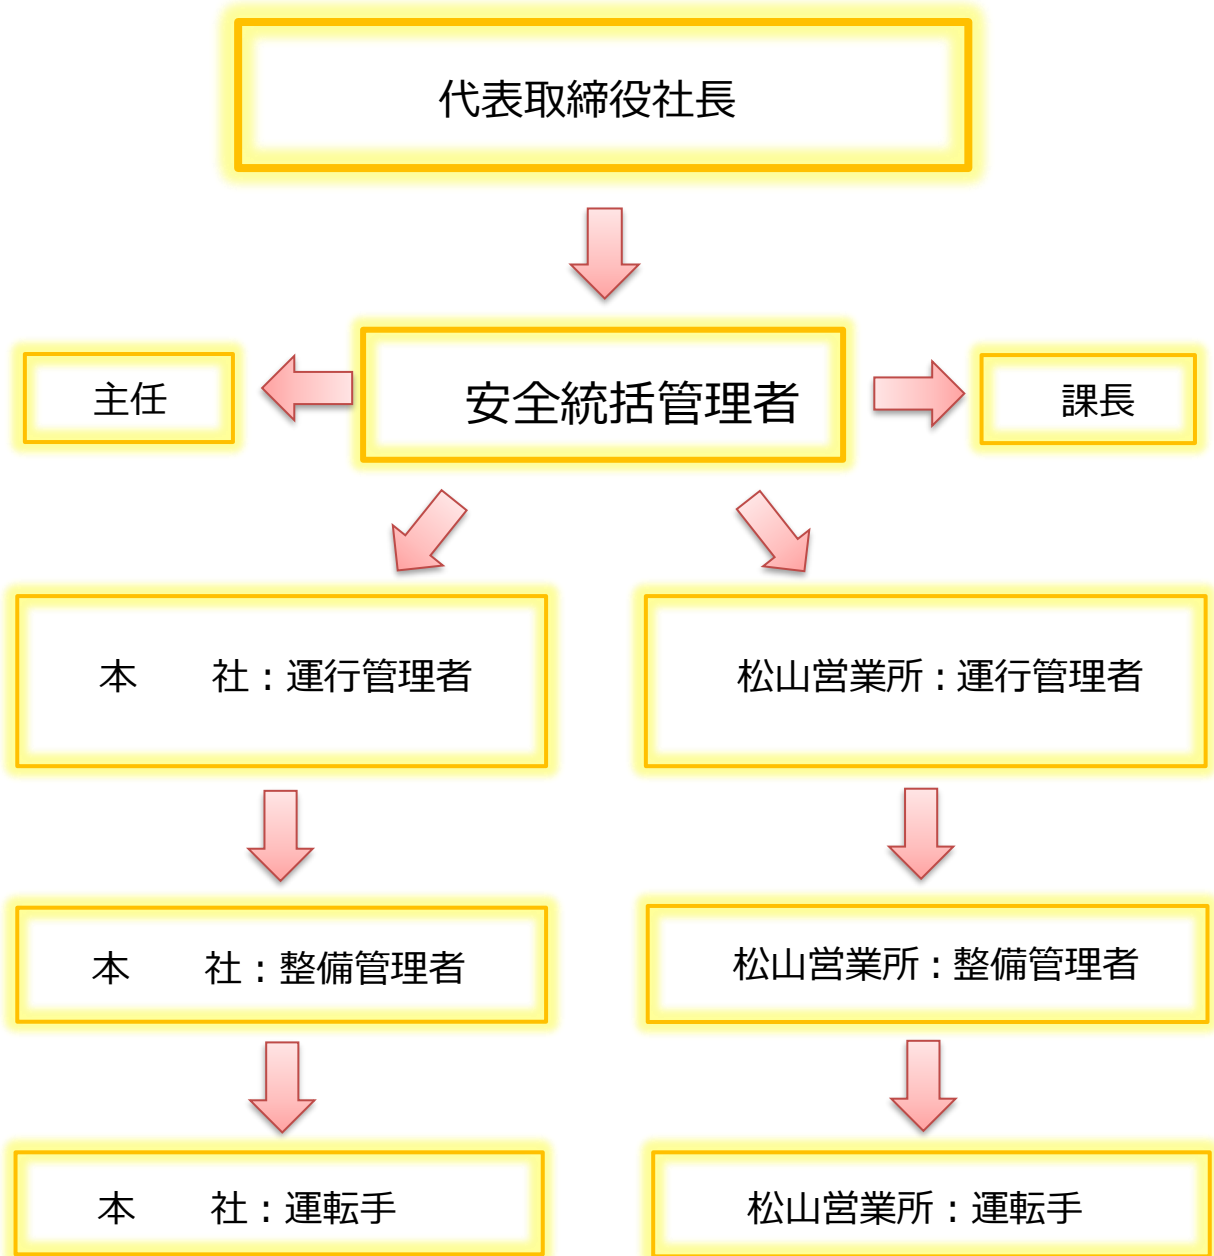 代表取締役社長
主任
安全統括管理者
課長
本　　社：運行管理者
松山営業所：運行管理者
本　　社：整備管理者
松山営業所：整備管理者
本　　社：運転手
松山営業所：運転手